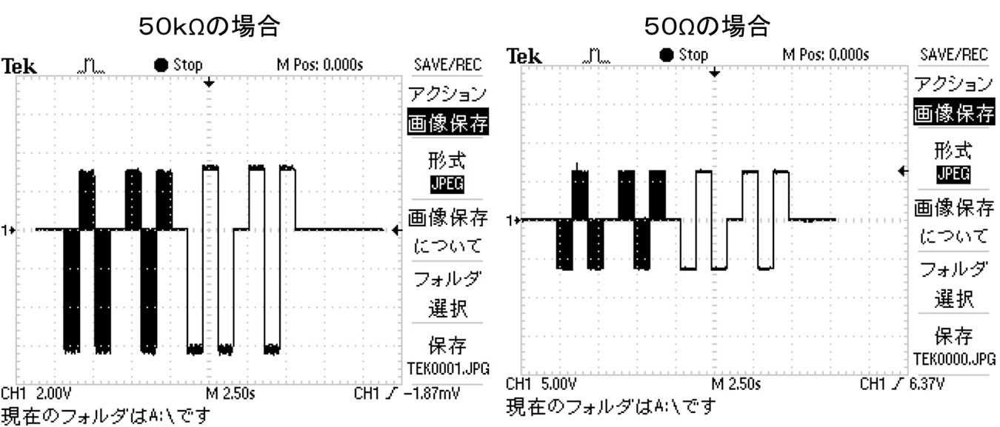 50kΩの場合
Tek Stop M Pos: 0.000s SAVE/REC
アクション
画像保存
形式
JPEG
画像保存
について
フォルダ
選択
保存
TEK0001.JPG
1
CH1 2.00V M 2.50s CH1 -1.87mV
現在のフォルダはA:\です
50Ωの場合
Tek Stop M Pos: 0.000s SAVE/REC
アクション
画像保存
形式
JPEG
画像保存
について
フォルダ
選択
保存
TEK0000.JPG
1
CH1 5.00V M 2.50s CH1 6.37V
現在のフォルダはA:\です